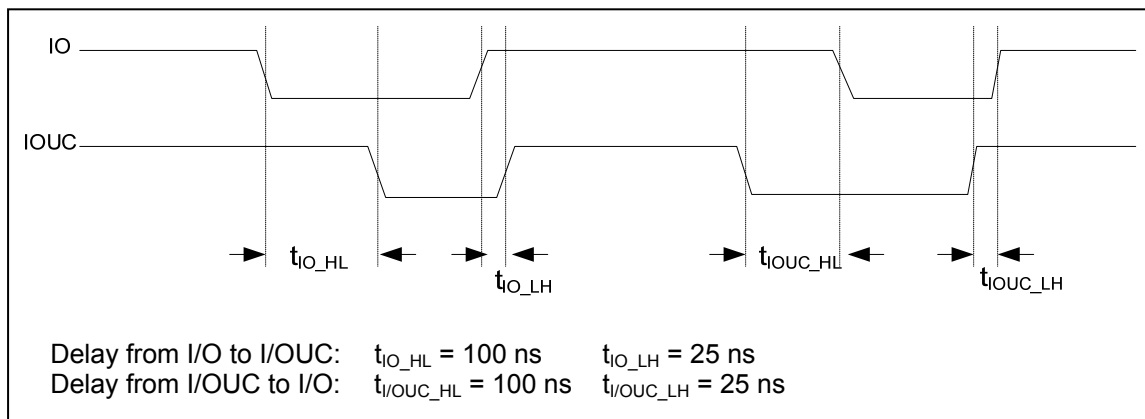 IO
IOUC
tIO_HL
tIO_LH
tIOUC_HL
tIOUC_LH
Delay from I/O to I/OUC: tIO_HL = 100 ns tIO_LH = 25 ns
Delay from I/OUC to I/O: tI/OUC_HL = 100 ns tI/OUC_LH = 25 ns